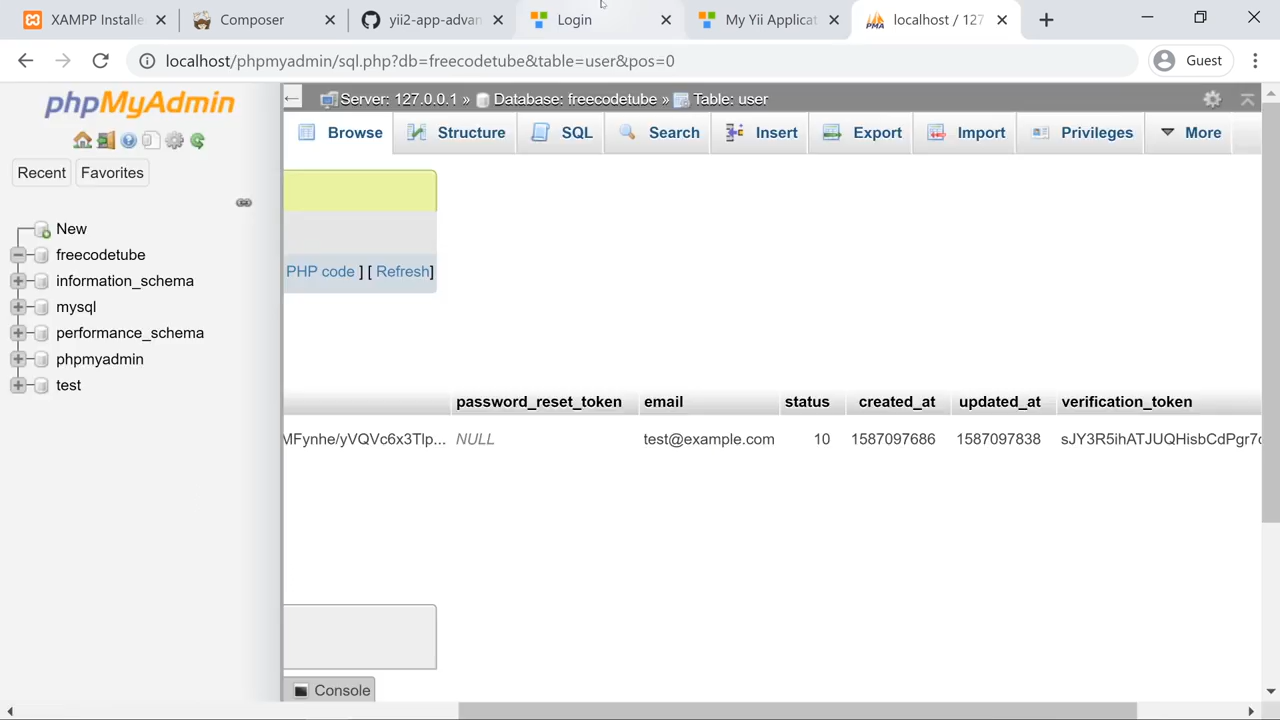 XAMPP Installe
Composer
yii2-app-advan
Login
My Yii Applicat
localhost / 127
localhost/phpmyadmin/sql.php?db=freecodetube&table=user&pos=0
Guest
phpMyAdmin
Recent
Favorites
New
freecodetube
information_schema
mysql
performance_schema
phpmyadmin
test
Server: 127.0.0.1 » Database: freecodetube » Table: user
Browse
Structure
SQL
Search
Insert
Export
Import
Privileges
More
PHP code ] [ Refresh]
password_reset_token email status created_at updated_at verification_token
MFynhe/yVQVc6x3Tlp... NULL test@example.com 10 1587097686 1587097838 sJY3R5ihATJUQHisbCdPgr7
Console